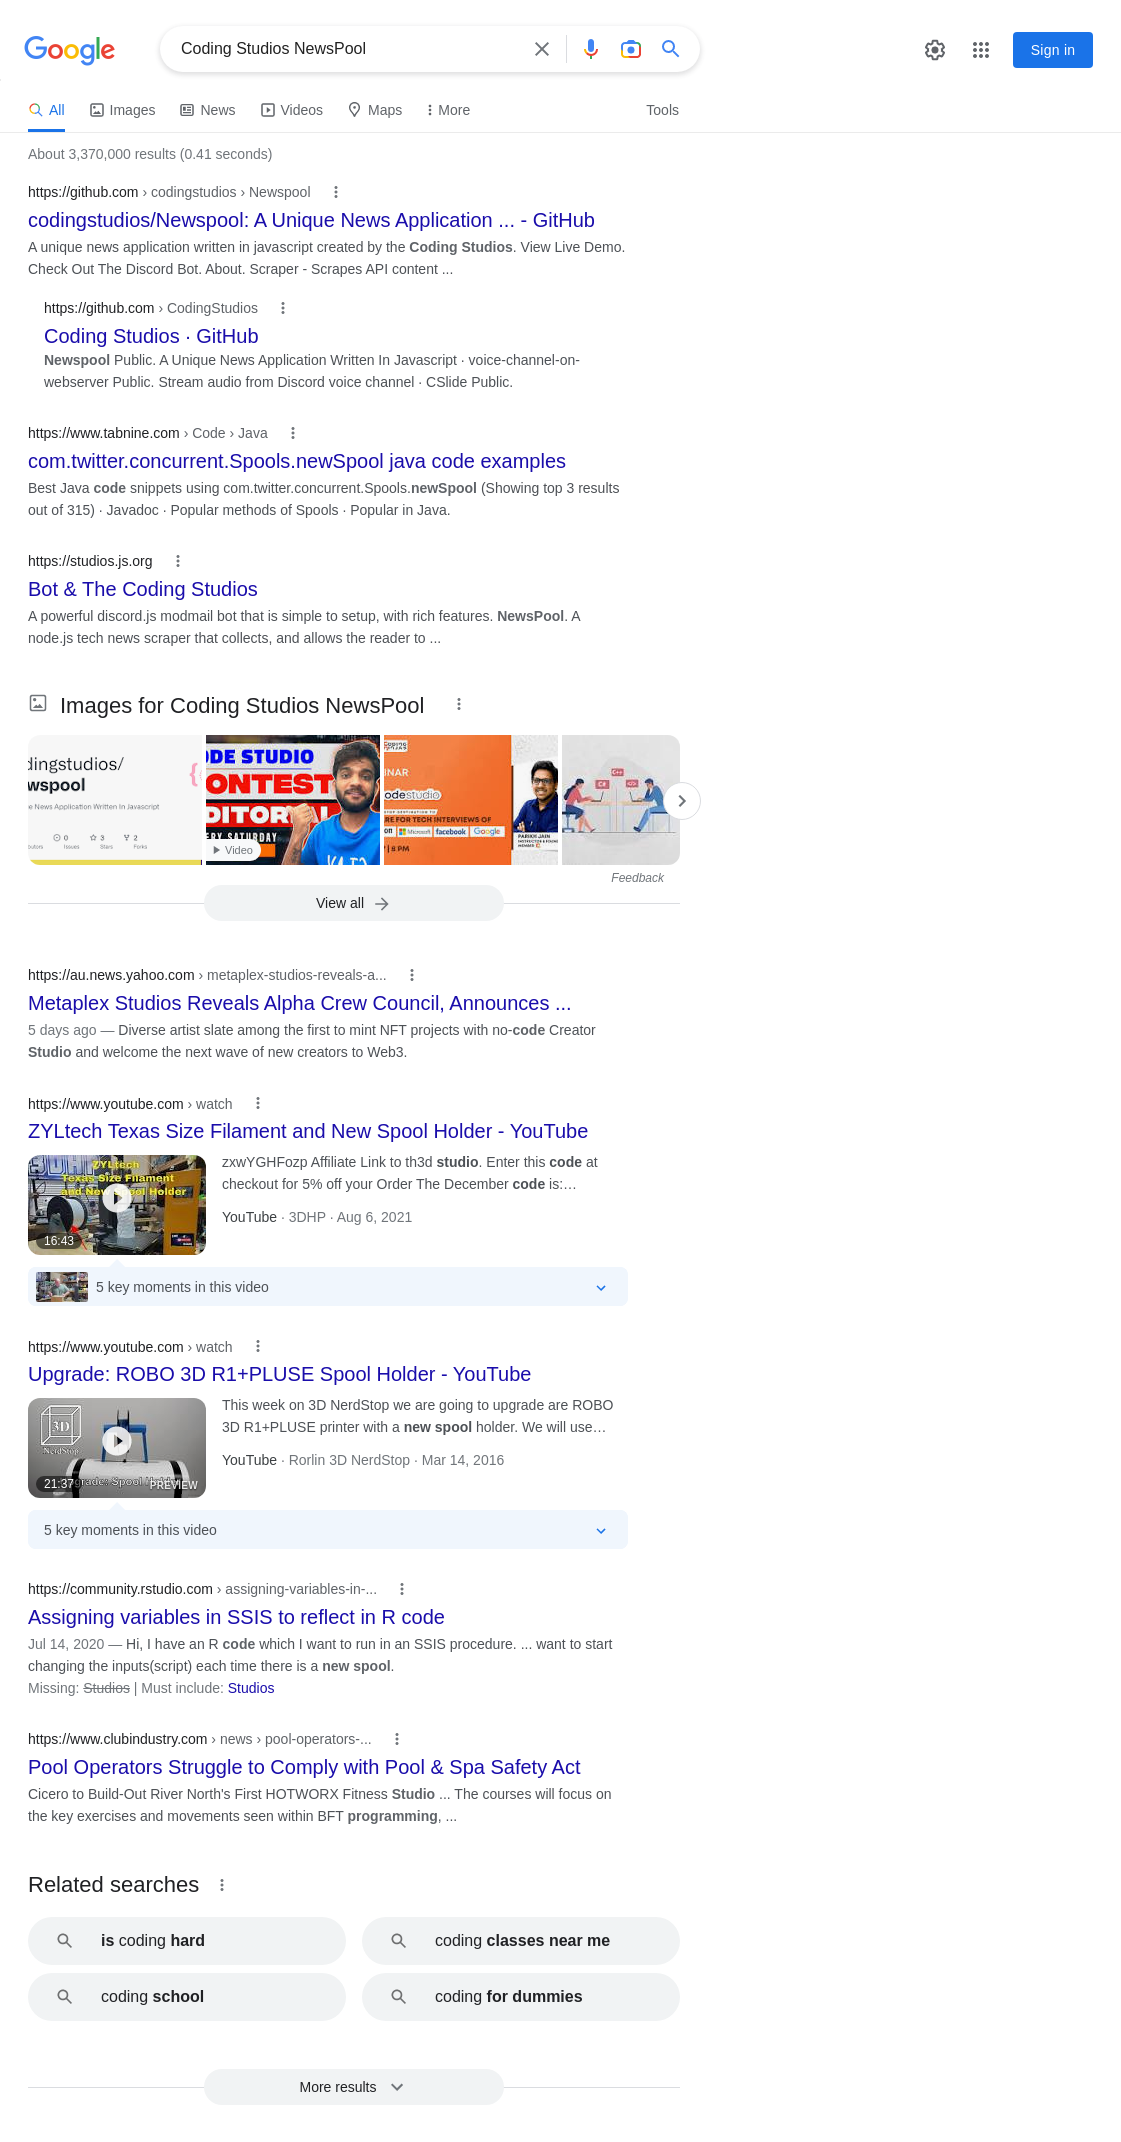 Google
Coding Studios NewsPool
Sign in
All
Images
News
Videos
Maps
More
Tools
About 3,370,000 results (0.41 seconds)
https://github.com › codingstudios › Newspool
codingstudios/Newspool: A Unique News Application ... - GitHub
A unique news application written in javascript created by the Coding Studios. View Live Demo.
Check Out The Discord Bot. About. Scraper - Scrapes API content ...
https://github.com › CodingStudios
Coding Studios · GitHub
Newspool Public. A Unique News Application Written In Javascript · voice-channel-on-
webserver Public. Stream audio from Discord voice channel · CSlide Public.
https://www.tabnine.com › Code › Java
com.twitter.concurrent.Spools.newSpool java code examples
Best Java code snippets using com.twitter.concurrent.Spools.newSpool (Showing top 3 results
out of 315) · Javadoc · Popular methods of Spools · Popular in Java.
https://studios.js.org
Bot & The Coding Studios
A powerful discord.js modmail bot that is simple to setup, with rich features. NewsPool. A
node.js tech news scraper that collects, and allows the reader to ...
Images for Coding Studios NewsPool
dingstudios/
wspool
e News Application Written In Javascript
0
3
2
Issues
Stars
Forks
ODE STUDIO
ONTEST
DITORIAL
ERY SATURDAY
Video
CODING
NINAR
odestudio
RE FOR TECH INTERVIEWS OF
on
Microsoft
facebook
Google
| 8 PM
PARIKH JAIN
C++
C#
</>
Feedback
View all
https://au.news.yahoo.com › metaplex-studios-reveals-a...
Metaplex Studios Reveals Alpha Crew Council, Announces ...
5 days ago — Diverse artist slate among the first to mint NFT projects with no-code Creator
Studio and welcome the next wave of new creators to Web3.
https://www.youtube.com › watch
ZYLtech Texas Size Filament and New Spool Holder - YouTube
ZYLtech
Texas Size Filament
and New Spool Holder
16:43
zxwYGHFozp Affiliate Link to th3d studio. Enter this code at
checkout for 5% off your Order The December code is:…
YouTube · 3DHP · Aug 6, 2021
5 key moments in this video
https://www.youtube.com › watch
Upgrade: ROBO 3D R1+PLUSE Spool Holder - YouTube
3D
NerdStop
21:37
PREVIEW
This week on 3D NerdStop we are going to upgrade are ROBO
3D R1+PLUSE printer with a new spool holder. We will use…
YouTube · Rorlin 3D NerdStop · Mar 14, 2016
5 key moments in this video
https://community.rstudio.com › assigning-variables-in-...
Assigning variables in SSIS to reflect in R code
Jul 14, 2020 — Hi, I have an R code which I want to run in an SSIS procedure. ... want to start
changing the inputs(script) each time there is a new spool.
Missing: Studios | Must include: Studios
https://www.clubindustry.com › news › pool-operators-...
Pool Operators Struggle to Comply with Pool & Spa Safety Act
Cicero to Build-Out River North's First HOTWORX Fitness Studio ... The courses will focus on
the key exercises and movements seen within BFT programming, ...
Related searches
is coding hard
coding classes near me
coding school
coding for dummies
More results